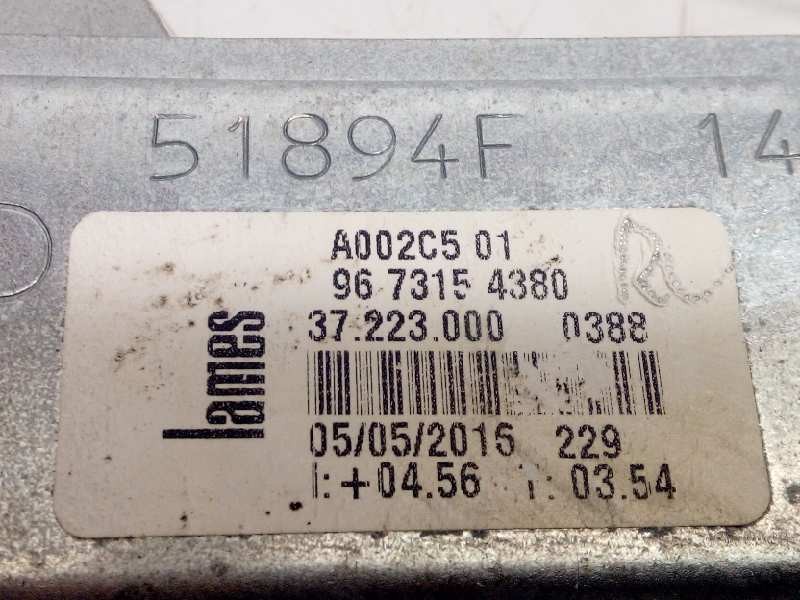 51894F 14
A002C5 01
96 7315 4380
R
37.223.000 0388
lames
05/05/2016 229
I:+04.56 I: 03.54